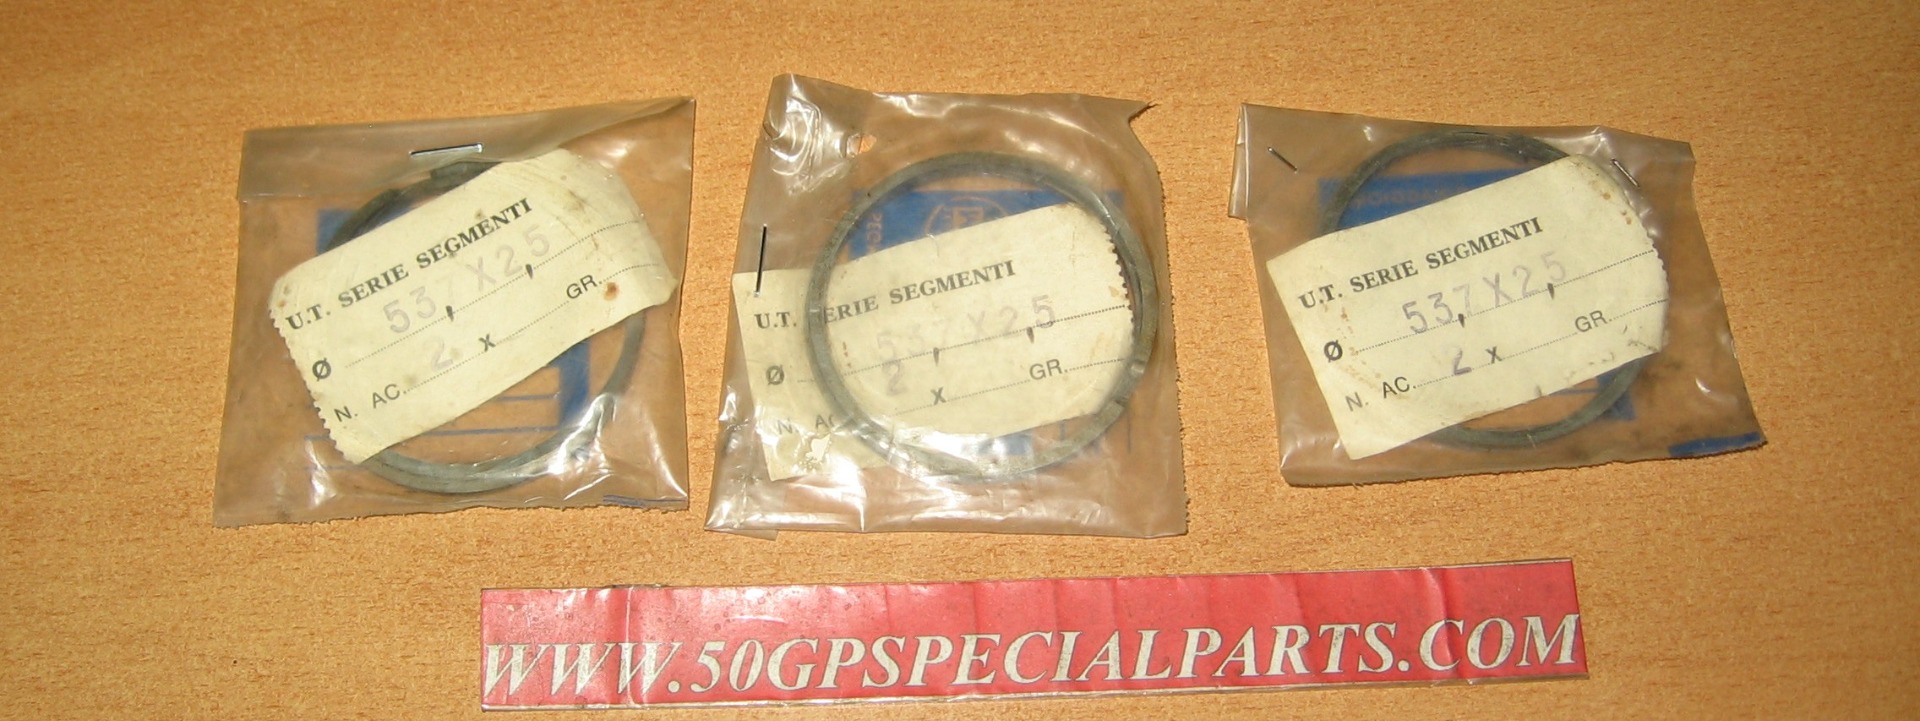 U.T. SERIE SEGMENTI
Ø 53,7 X 2,5
N. AC. 2 x GR.
U.T. SERIE SEGMENTI
Ø 53,7 X 2,5
N. AC 2 x GR.
U.T. SERIE SEGMENTI
Ø 53,7 X 2,5
N. AC. 2 x GR.
WWW.50GPSPECIALPARTS.COM